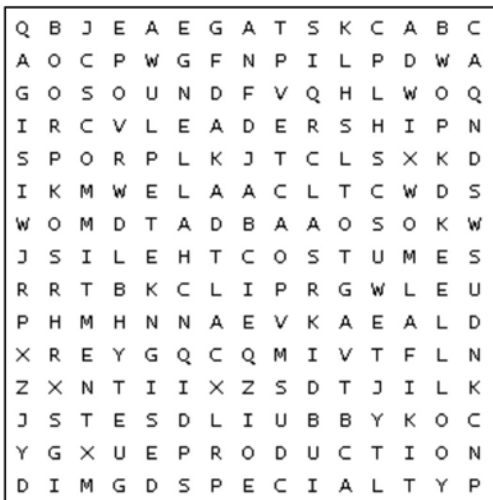 Q B J E A E G A T S K C A B C
A O C P W G F N P I L P D W A
G O S O U N D F V Q H L W O Q
I R C V L E A D E R S H I P N
S P O R P L K J T C L S X K D
I K M W E L A A C L T C W D S
W O M D T A D B A A O S O K W
J S I L E H T C O S T U M E S
R R T B K C L I P R G W L E U
P H M H N N A E V K A E A L D
X R E Y G Q C Q M I V T F L N
Z X N T I I X Z S D T J I L K
J S T E S D L I U B B Y K O C
Y G X U E P R O D U C T I O N
D I M G D S P E C I A L T Y P